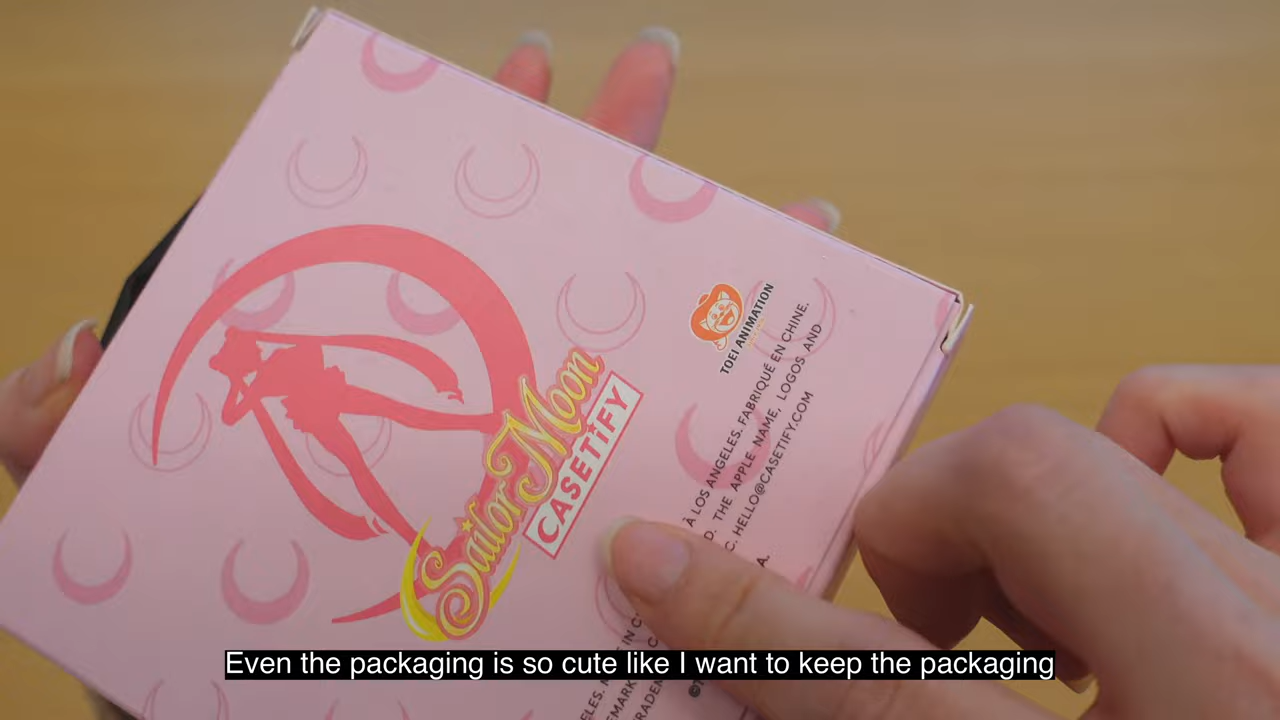 Sailor Moon
CASETiFY
TOEI ANIMATION
À LOS ANGELES. FABRIQUÉ EN CHINE.
THE APPLE NAME, LOGOS AND
HELLO@CASETIFY.COM
Even the packaging is so cute like I want to keep the packaging